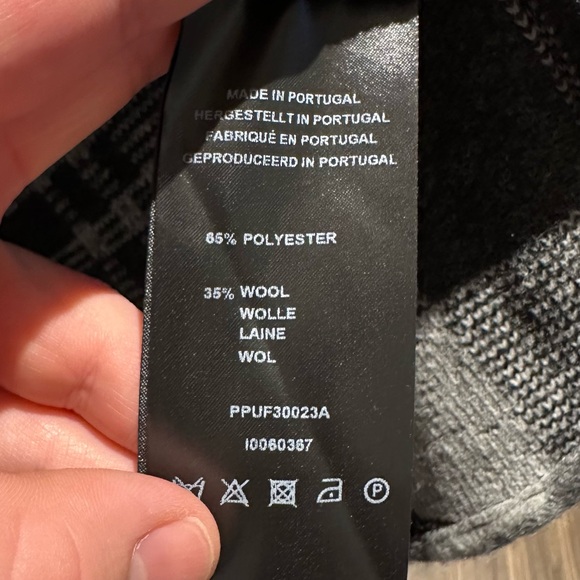 MADE IN PORTUGAL
HERGESTELLT IN PORTUGAL
FABRIQUÉ EN PORTUGAL
GEPRODUCEERD IN PORTUGAL
65% POLYESTER
35% WOOL
WOLLE
LAINE
WOL
PPUF30023A
I0060367
P